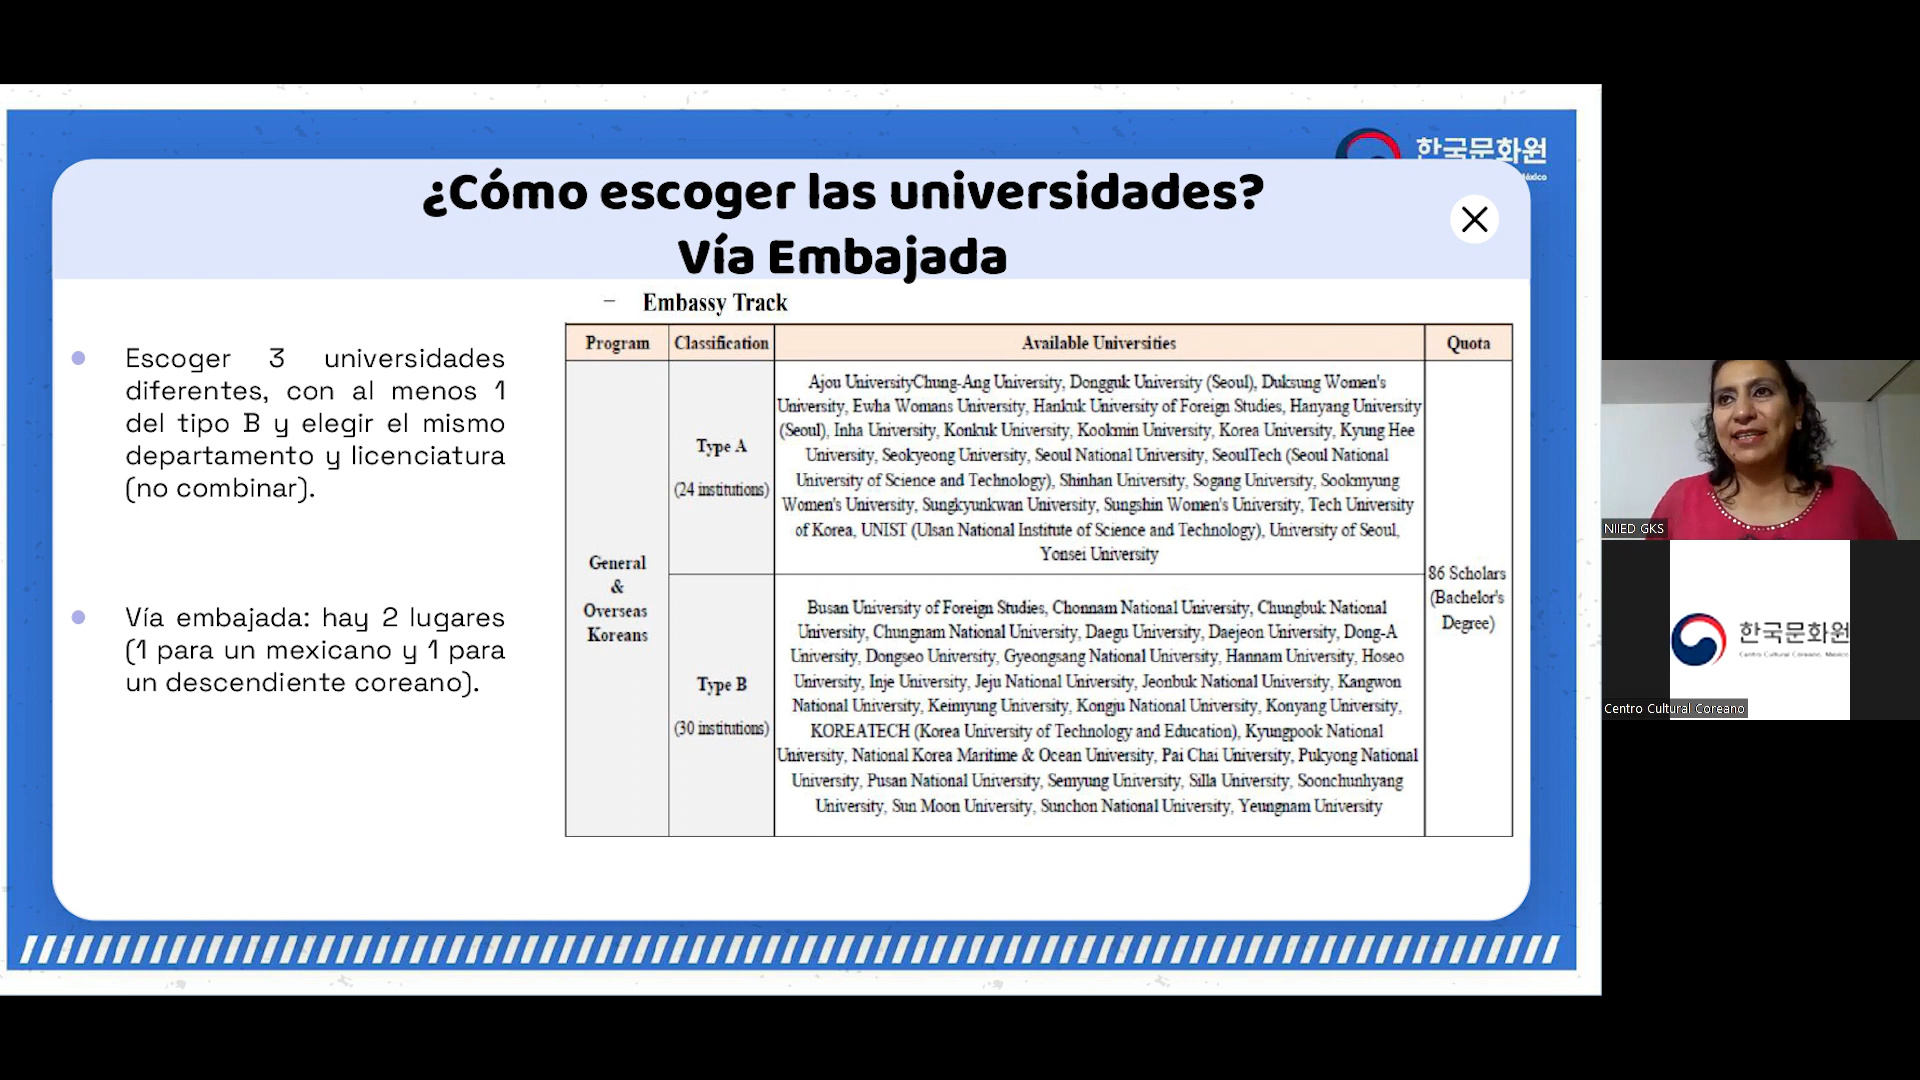 한국문화원
México
¿Cómo escoger las universidades?
Vía Embajada
Escoger 3 universidades
diferentes, con al menos 1
del tipo B y elegir el mismo
departamento y licenciatura
(no combinar).
Vía embajada: hay 2 lugares
(1 para un mexicano y 1 para
un descendiente coreano).
– Embassy Track
Program Classification Available Universities Quota
General
&
Overseas
Koreans
Type A
(24 institutions)
Ajou UniversityChung-Ang University, Dongguk University (Seoul), Duksung Women's
University, Ewha Womans University, Hankuk University of Foreign Studies, Hanyang University
(Seoul), Inha University, Konkuk University, Kookmin University, Korea University, Kyung Hee
University, Seokyeong University, Seoul National University, SeoulTech (Seoul National
University of Science and Technology), Shinhan University, Sogang University, Sookmyung
Women's University, Sungkyunkwan University, Sungshin Women's University, Tech University
of Korea, UNIST (Ulsan National Institute of Science and Technology), University of Seoul,
Yonsei University
Type B
(30 institutions)
Busan University of Foreign Studies, Chonnam National University, Chungbuk National
University, Chungnam National University, Daegu University, Daejeon University, Dong-A
University, Dongseo University, Gyeongsang National University, Hannam University, Hoseo
University, Inje University, Jeju National University, Jeonbuk National University, Kangwon
National University, Keimyung University, Kongju National University, Konyang University,
KOREATECH (Korea University of Technology and Education), Kyungpook National
University, National Korea Maritime & Ocean University, Pai Chai University, Pukyong National
University, Pusan National University, Semyung University, Silla University, Soonchunhyang
University, Sun Moon University, Sunchon National University, Yeungnam University
86 Scholars
(Bachelor's
Degree)
NIIED GKS
한국문화원
Centro Cultural Coreano, México
Centro Cultural Coreano